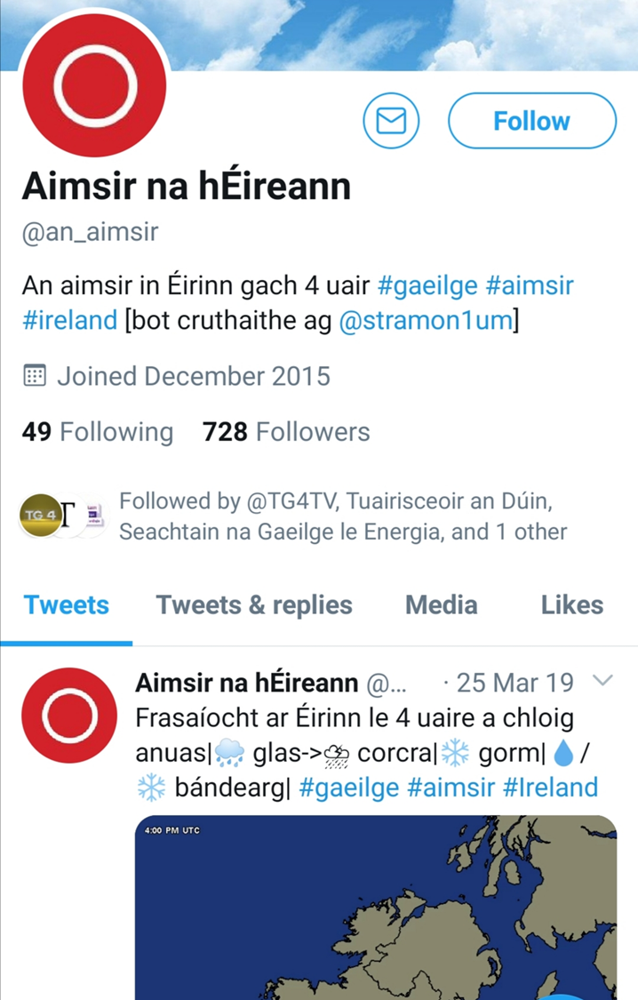 Follow
Aimsir na hÉireann
@an_aimsir
An aimsir in Éirinn gach 4 uair #gaeilge #aimsir
#ireland [bot cruthaithe ag @stramon1um]
Joined December 2015
49 Following 728 Followers
TG4 T
Followed by @TG4TV, Tuairisceoir an Dúin,
Seachtain na Gaeilge le Energia, and 1 other
Tweets Tweets & replies Media Likes
Aimsir na hÉireann @... · 25 Mar 19
Frasaíocht ar Éirinn le 4 uaire a chloig
anuas|🌧️ glas->⛈️ corcra|❄️ gorm|💧/
❄️ bándearg| #gaeilge #aimsir #Ireland
4:00 PM UTC